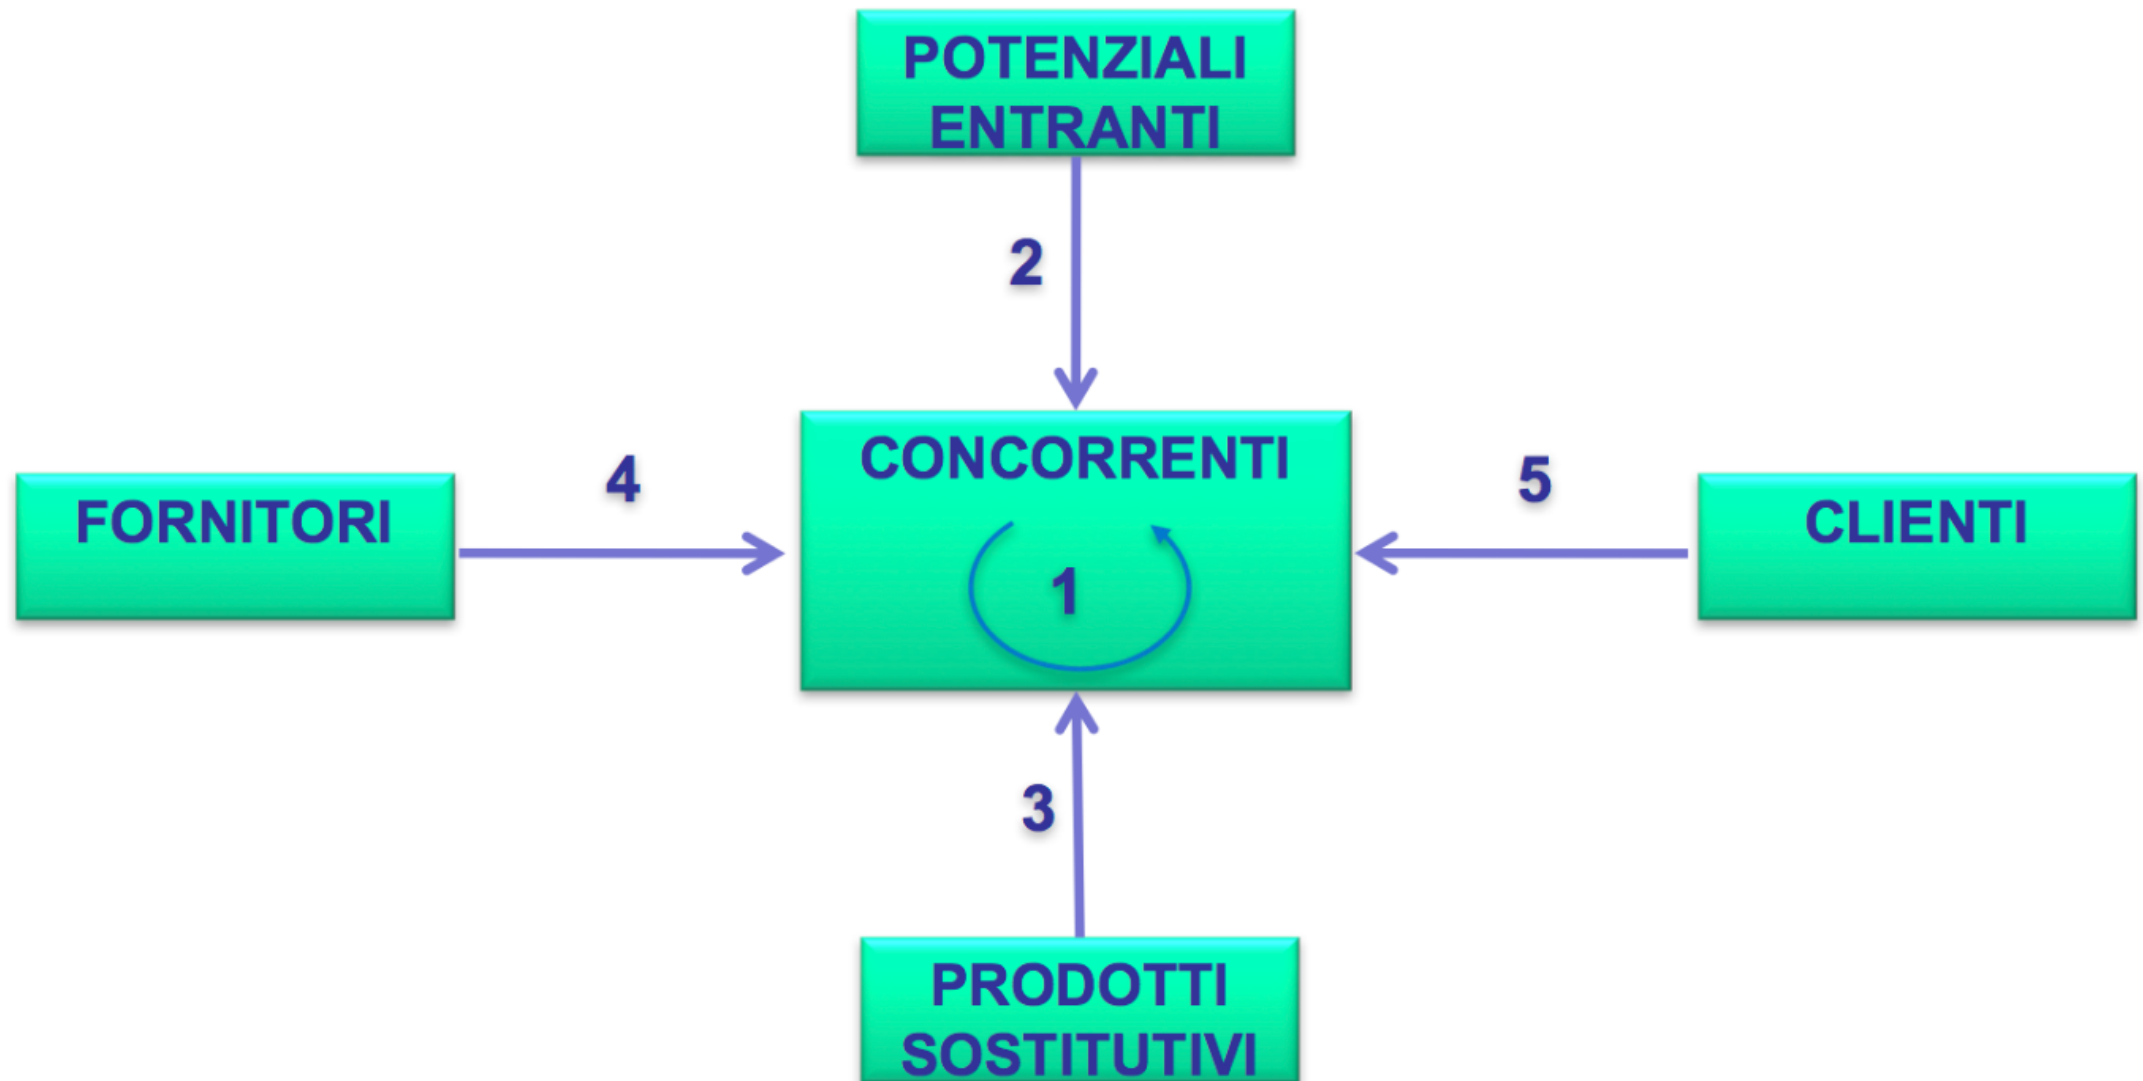 POTENZIALI
ENTRANTI
2
CONCORRENTI
1
FORNITORI
4
5
CLIENTI
3
PRODOTTI
SOSTITUTIVI